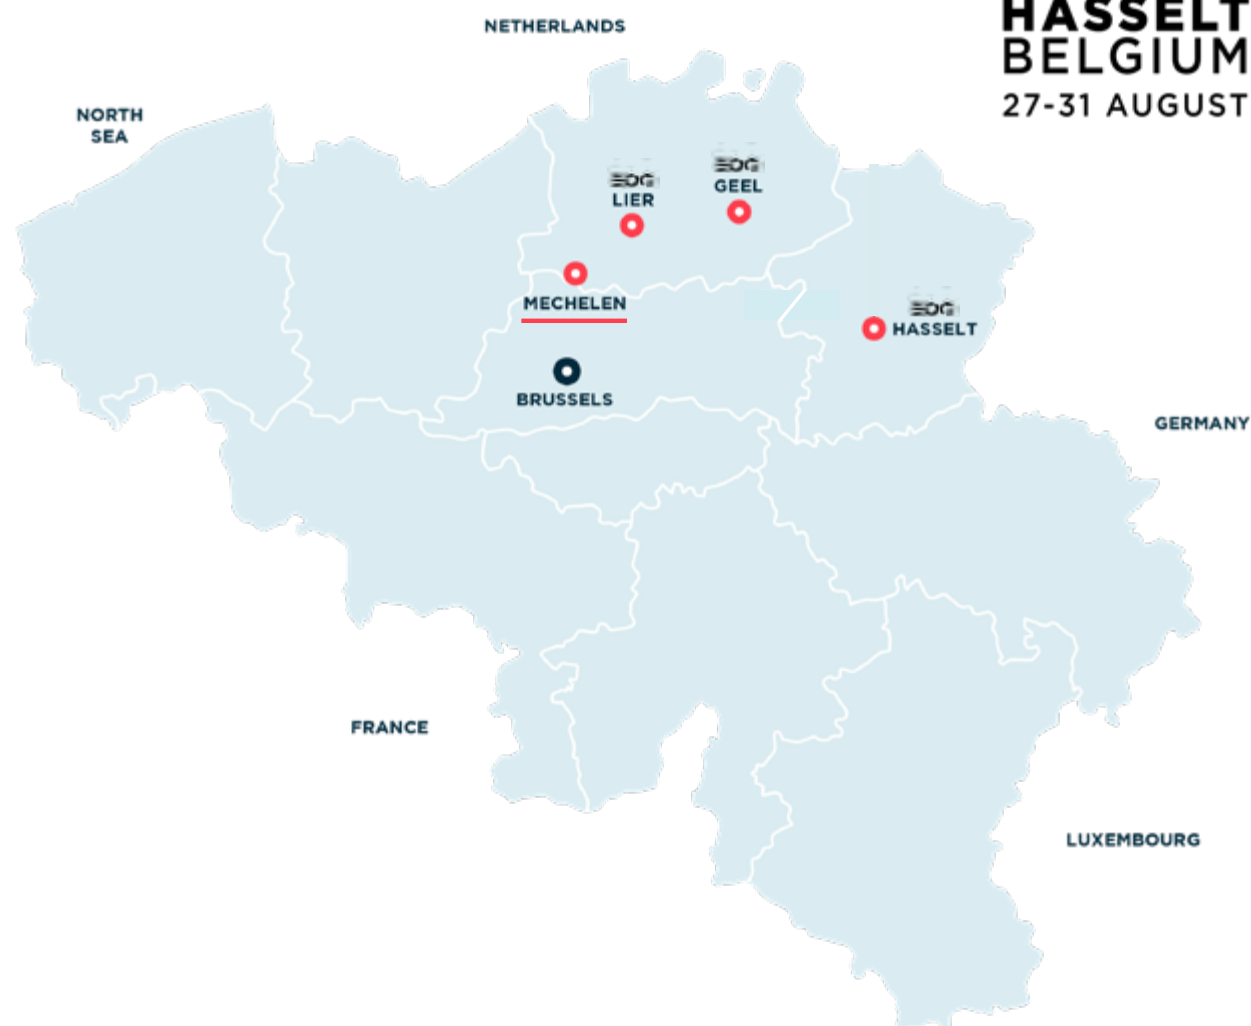 HASSELT
BELGIUM
27-31 AUGUST
NETHERLANDS
NORTH
SEA
GEEL
LIER
MECHELEN
HASSELT
BRUSSELS
GERMANY
FRANCE
LUXEMBOURG